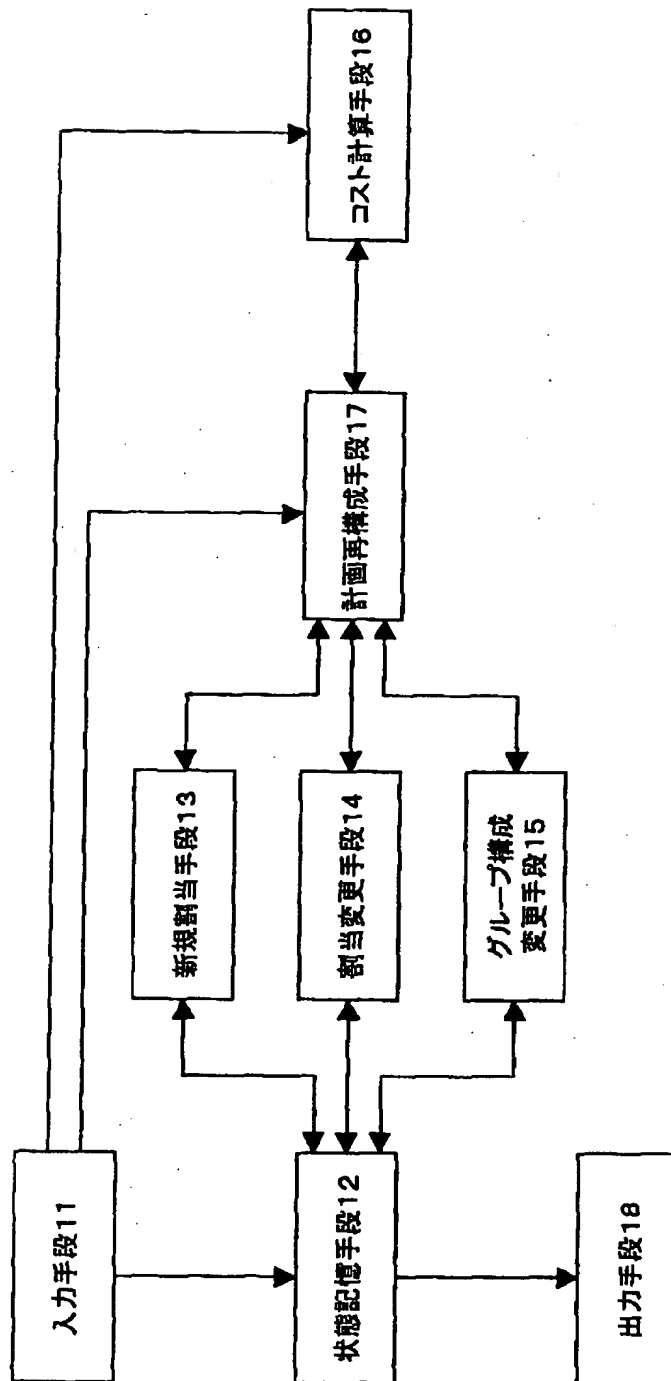 入力手段11
状態記憶手段12
出力手段18
新規割当手段13
割当変更手段14
グループ構成
変更手段15
計画再構成手段17
コスト計算手段16